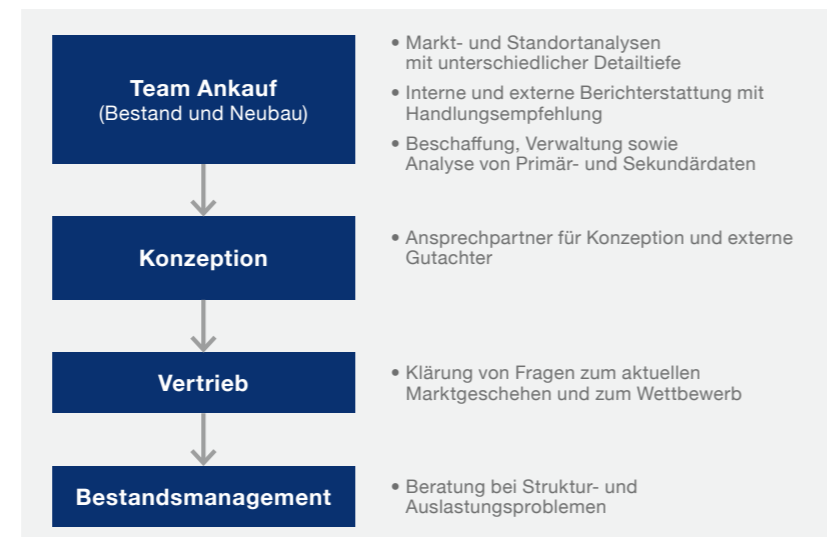 Team Ankauf
(Bestand und Neubau)
• Markt- und Standortanalysen
mit unterschiedlicher Detailtiefe
• Interne und externe Berichterstattung mit
Handlungsempfehlung
• Beschaffung, Verwaltung sowie
Analyse von Primär- und Sekundärdaten
Konzeption
• Ansprechpartner für Konzeption und externe
Gutachter
Vertrieb
• Klärung von Fragen zum aktuellen
Marktgeschehen und zum Wettbewerb
Bestandsmanagement
• Beratung bei Struktur- und
Auslastungsproblemen